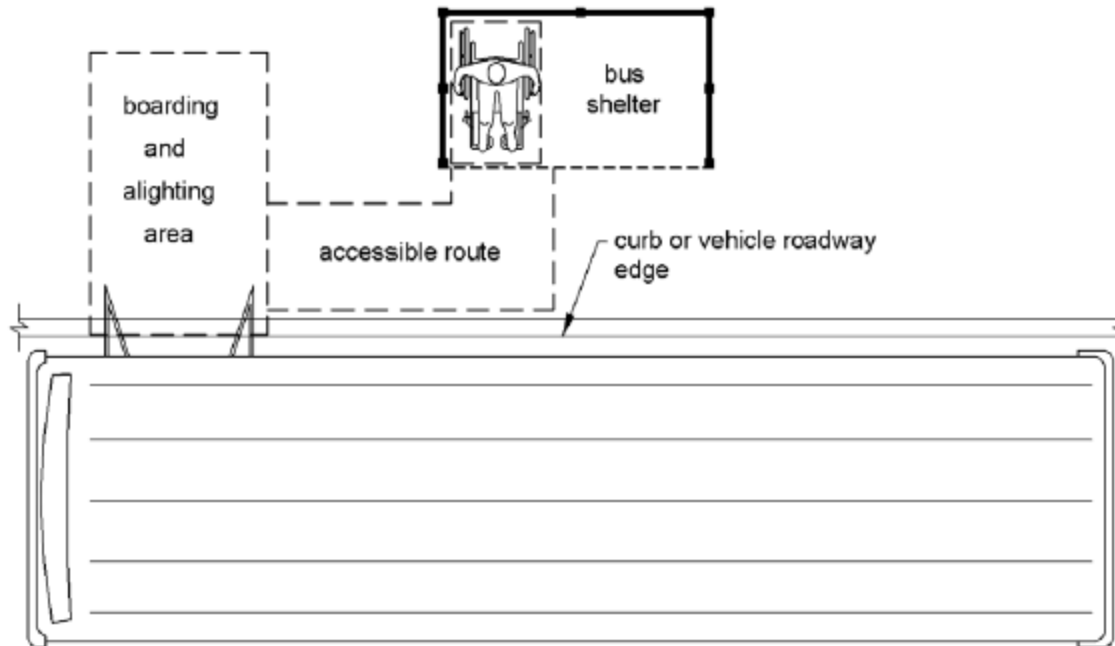 boarding
and
alighting
area
bus
shelter
accessible route
curb or vehicle roadway
edge